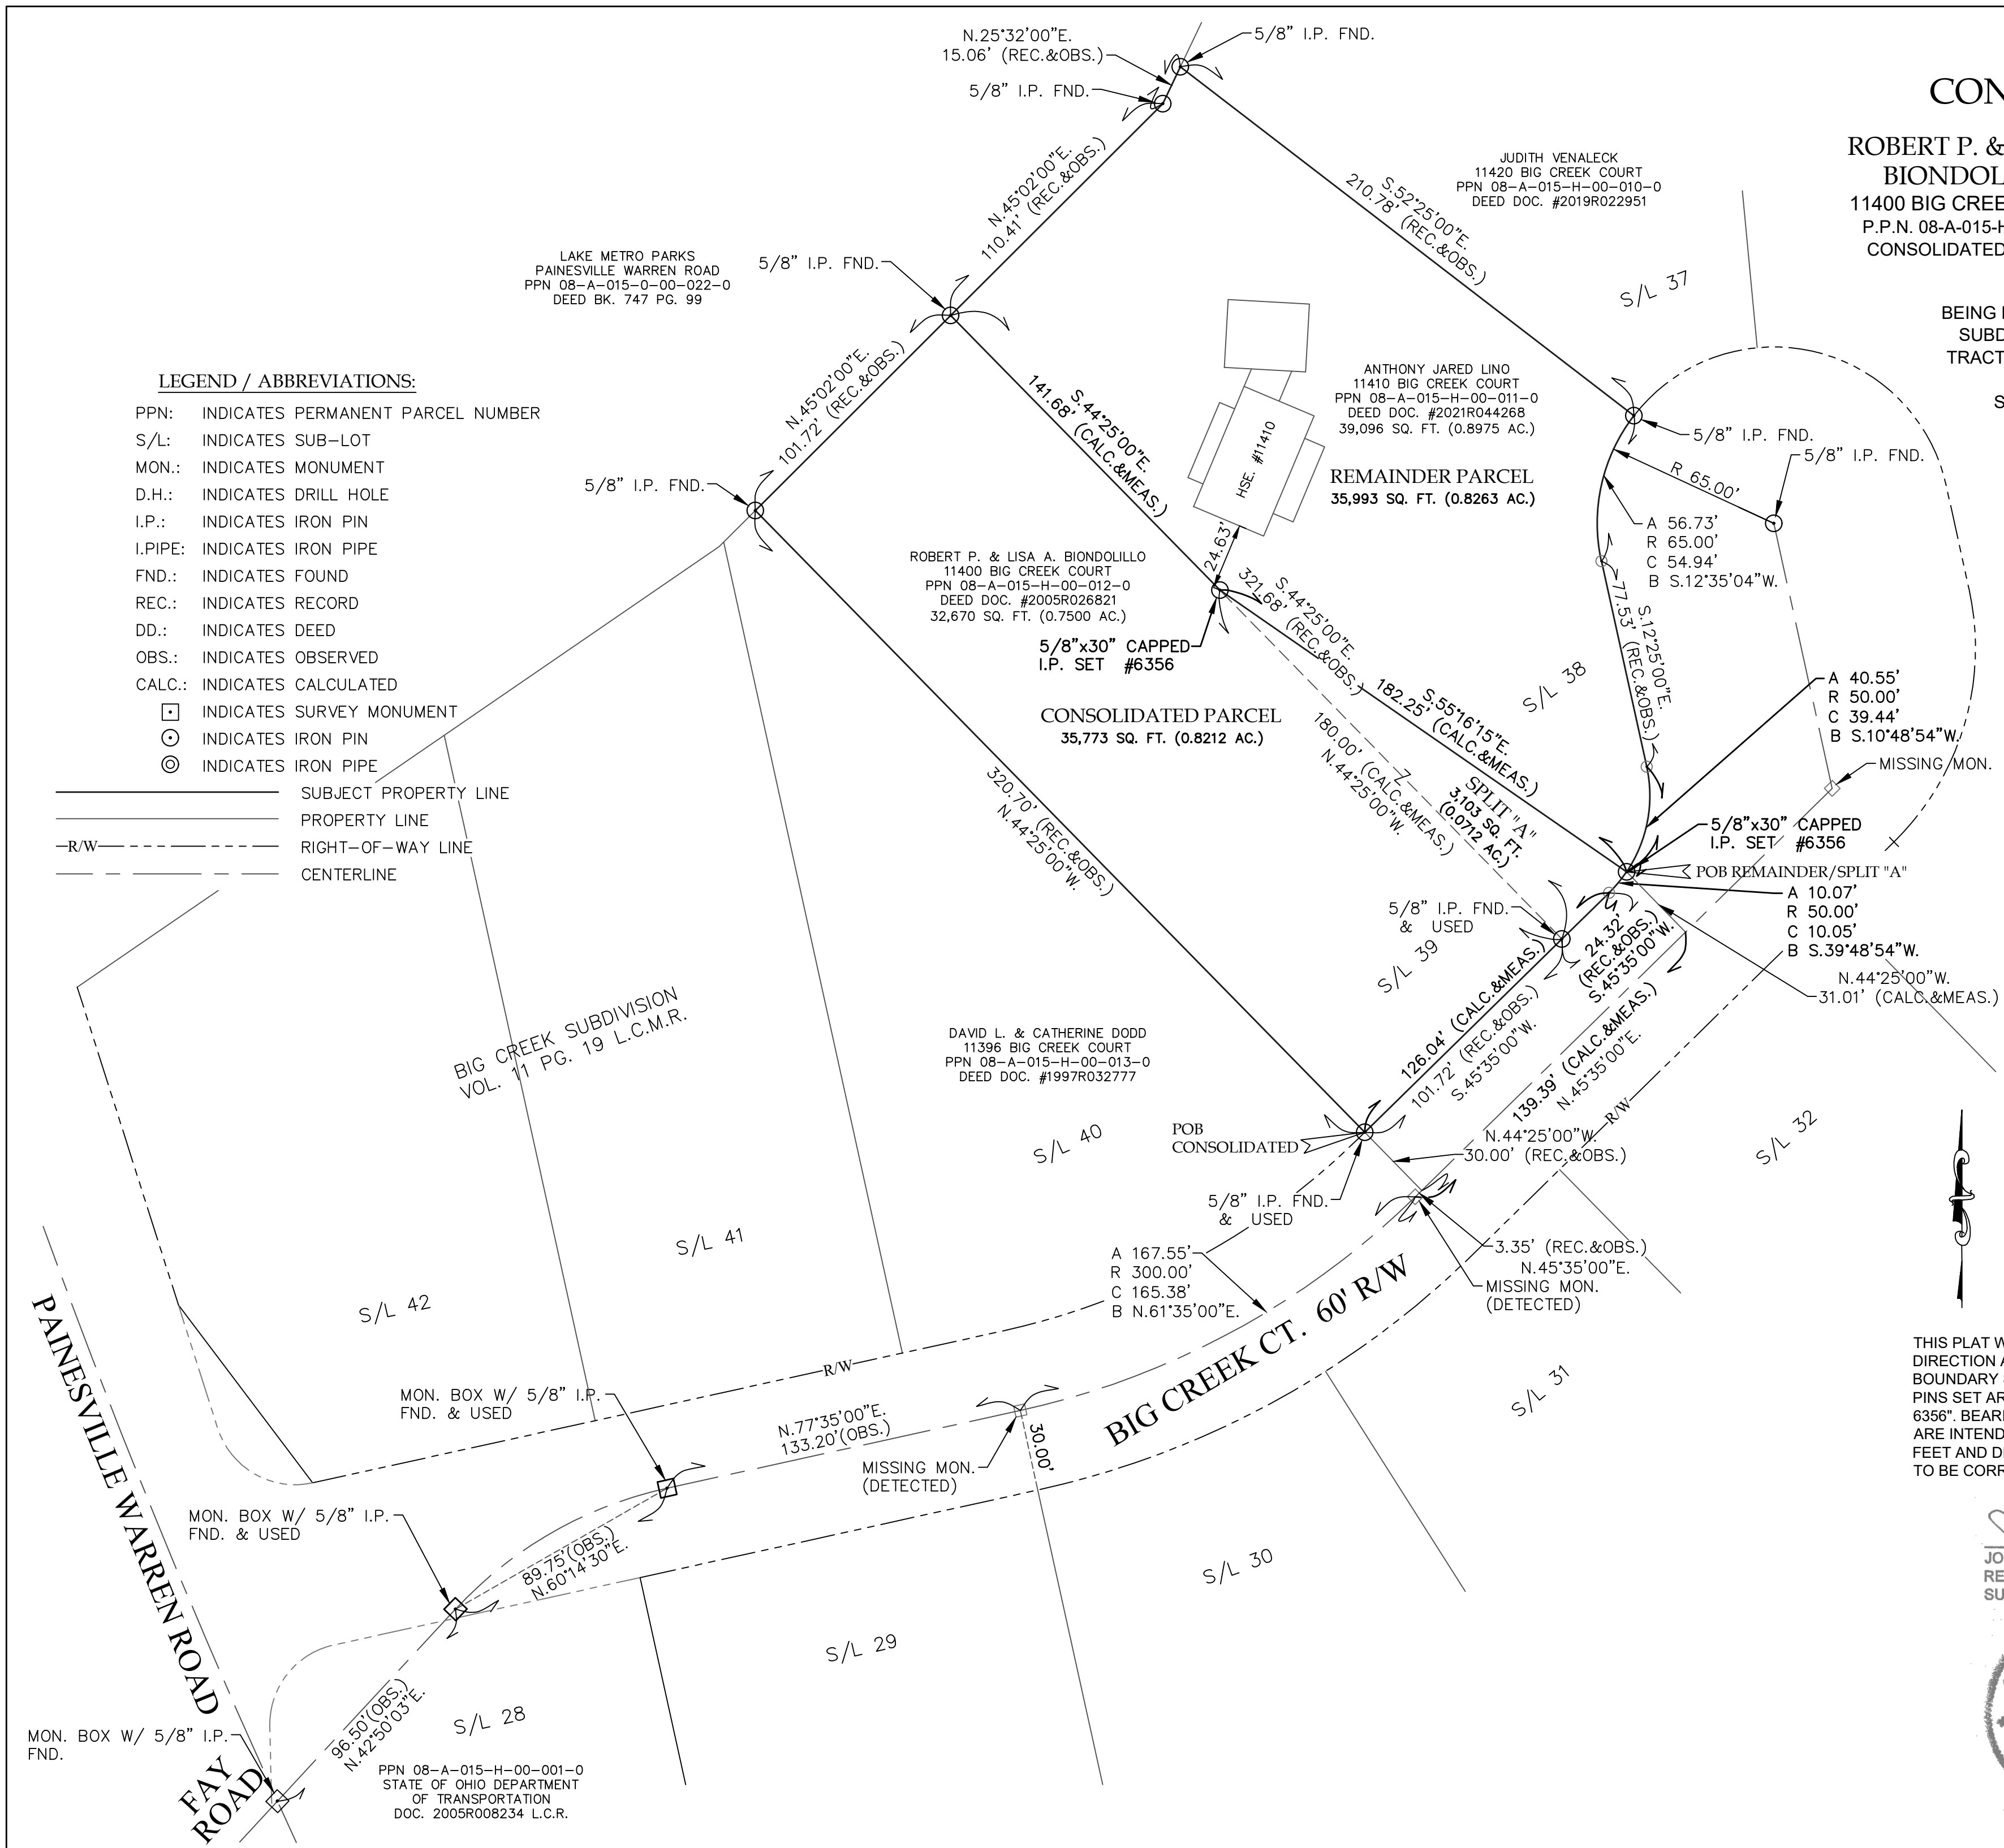 N.25°32'00"E.
15.06' (REC.&OBS.)
5/8" I.P. FND.
5/8" I.P. FND.
CON
ROBERT P. &
BIONDOL
11400 BIG CREE
P.P.N. 08-A-015-H
CONSOLIDATED
BEING
SUBD
TRACT
S
JUDITH VENALECK
11420 BIG CREEK COURT
PPN 08-A-015-H-00-010-0
DEED DOC. #2019R022951
N.45°02'00"E.
110.41' (REC.&OBS.)
S.52°25'00"E.
210.78' (REC.&OBS.)
LAKE METRO PARKS
PAINESVILLE WARREN ROAD
PPN 08-A-015-0-00-022-0
DEED BK. 747 PG. 99
5/8" I.P. FND.
S/L 37
N.45°02'00"E.
101.72' (REC.&OBS.)
S.44°25'00"E.
141.68' (CALC.&MEAS.)
HSE. #11410
ANTHONY JARED LINO
11410 BIG CREEK COURT
PPN 08-A-015-H-00-011-0
DEED DOC. #2021R044268
39,096 SQ. FT. (0.8975 AC.)
REMAINDER PARCEL
35,993 SQ. FT. (0.8263 AC.)
5/8" I.P. FND.
5/8" I.P. FND.
R 65.00'
A 56.73'
R 65.00'
C 54.94'
B S.12°35'04"W.
LEGEND / ABBREVIATIONS:
PPN: INDICATES PERMANENT PARCEL NUMBER
S/L: INDICATES SUB-LOT
MON.: INDICATES MONUMENT
D.H.: INDICATES DRILL HOLE
I.P.: INDICATES IRON PIN
I.PIPE: INDICATES IRON PIPE
FND.: INDICATES FOUND
REC.: INDICATES RECORD
DD.: INDICATES DEED
OBS.: INDICATES OBSERVED
CALC.: INDICATES CALCULATED
INDICATES SURVEY MONUMENT
INDICATES IRON PIN
INDICATES IRON PIPE
SUBJECT PROPERTY LINE
PROPERTY LINE
R/W RIGHT-OF-WAY LINE
CENTERLINE
5/8" I.P. FND.
ROBERT P. & LISA A. BIONDOLILLO
11400 BIG CREEK COURT
PPN 08-A-015-H-00-012-0
DEED DOC. #2005R026821
32,670 SQ. FT. (0.7500 AC.)
24.63'
5/8"x30" CAPPED
I.P. SET #6356
S.44°25'00"E.
321.68' (REC.&OBS.)
S.12°25'00"E.
77.53' (REC.&OBS.)
S/L 38
CONSOLIDATED PARCEL
35,773 SQ. FT. (0.8212 AC.)
S.55°16'15"E.
182.25' (CALC.&MEAS.)
180.00' (CALC.&MEAS.)
N.44°25'00"W.
SPLIT "A"
3,103 SQ. FT.
(0.0712 AC.)
A 40.55'
R 50.00'
C 39.44'
B S.10°48'54"W.
MISSING MON.
5/8"x30" CAPPED
I.P. SET #6356
POB REMAINDER/SPLIT "A"
A 10.07'
R 50.00'
C 10.05'
B S.39°48'54"W.
N.44°25'00"W.
31.01' (CALC.&MEAS.)
320.70' (REC.&OBS.)
N.44°25'00"W.
5/8" I.P. FND.
& USED
S/L 39
24.32'
(REC.&OBS.)
S.45°35'00"W.
126.04' (CALC.&MEAS.)
101.72' (REC.&OBS.)
S.45°35'00"W.
139.39' (CALC.&MEAS.)
N.45°35'00"E.
R/W
BIG CREEK SUBDIVISION
VOL. 11 PG. 19 L.C.M.R.
DAVID L. & CATHERINE DODD
11396 BIG CREEK COURT
PPN 08-A-015-H-00-013-0
DEED DOC. #1997R032777
S/L 40
POB
CONSOLIDATED
N.44°25'00"W.
30.00' (REC.&OBS.)
S/L 32
5/8" I.P. FND.
& USED
3.35' (REC.&OBS.)
N.45°35'00"E.
MISSING MON.
(DETECTED)
A 167.55'
R 300.00'
C 165.38'
B N.61°35'00"E.
S/L 41
S/L 42
PAINESVILLE WARREN ROAD
BIG CREEK CT. 60' R/W
R/W
S/L 31
MON. BOX W/ 5/8" I.P.
FND. & USED
N.77°35'00"E.
133.20'(OBS.)
MISSING MON.
(DETECTED)
30.00'
MON. BOX W/ 5/8" I.P.
FND. & USED
89.75'(OBS.)
N.60°14'30"E.
S/L 30
S/L 29
S/L 28
96.50'(OBS.)
N.42°50'03"E.
MON. BOX W/ 5/8" I.P.
FND.
FAY
ROAD
PPN 08-A-015-H-00-001-0
STATE OF OHIO DEPARTMENT
OF TRANSPORTATION
DOC. 2005R008234 L.C.R.
THIS PLAT W
DIRECTION A
BOUNDARY
PINS SET AR
6356". BEARI
ARE INTEND
FEET AND DI
TO BE CORR
JO
RE
SU